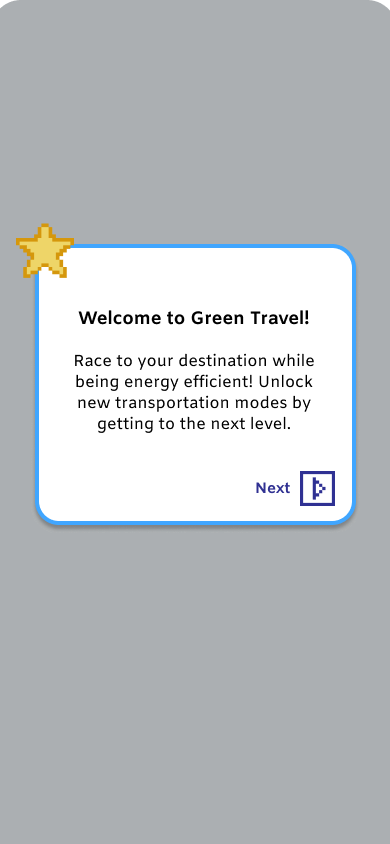 Welcome to Green Travel!
Race to your destination while
being energy efficient! Unlock
new transportation modes by
getting to the next level.
Next